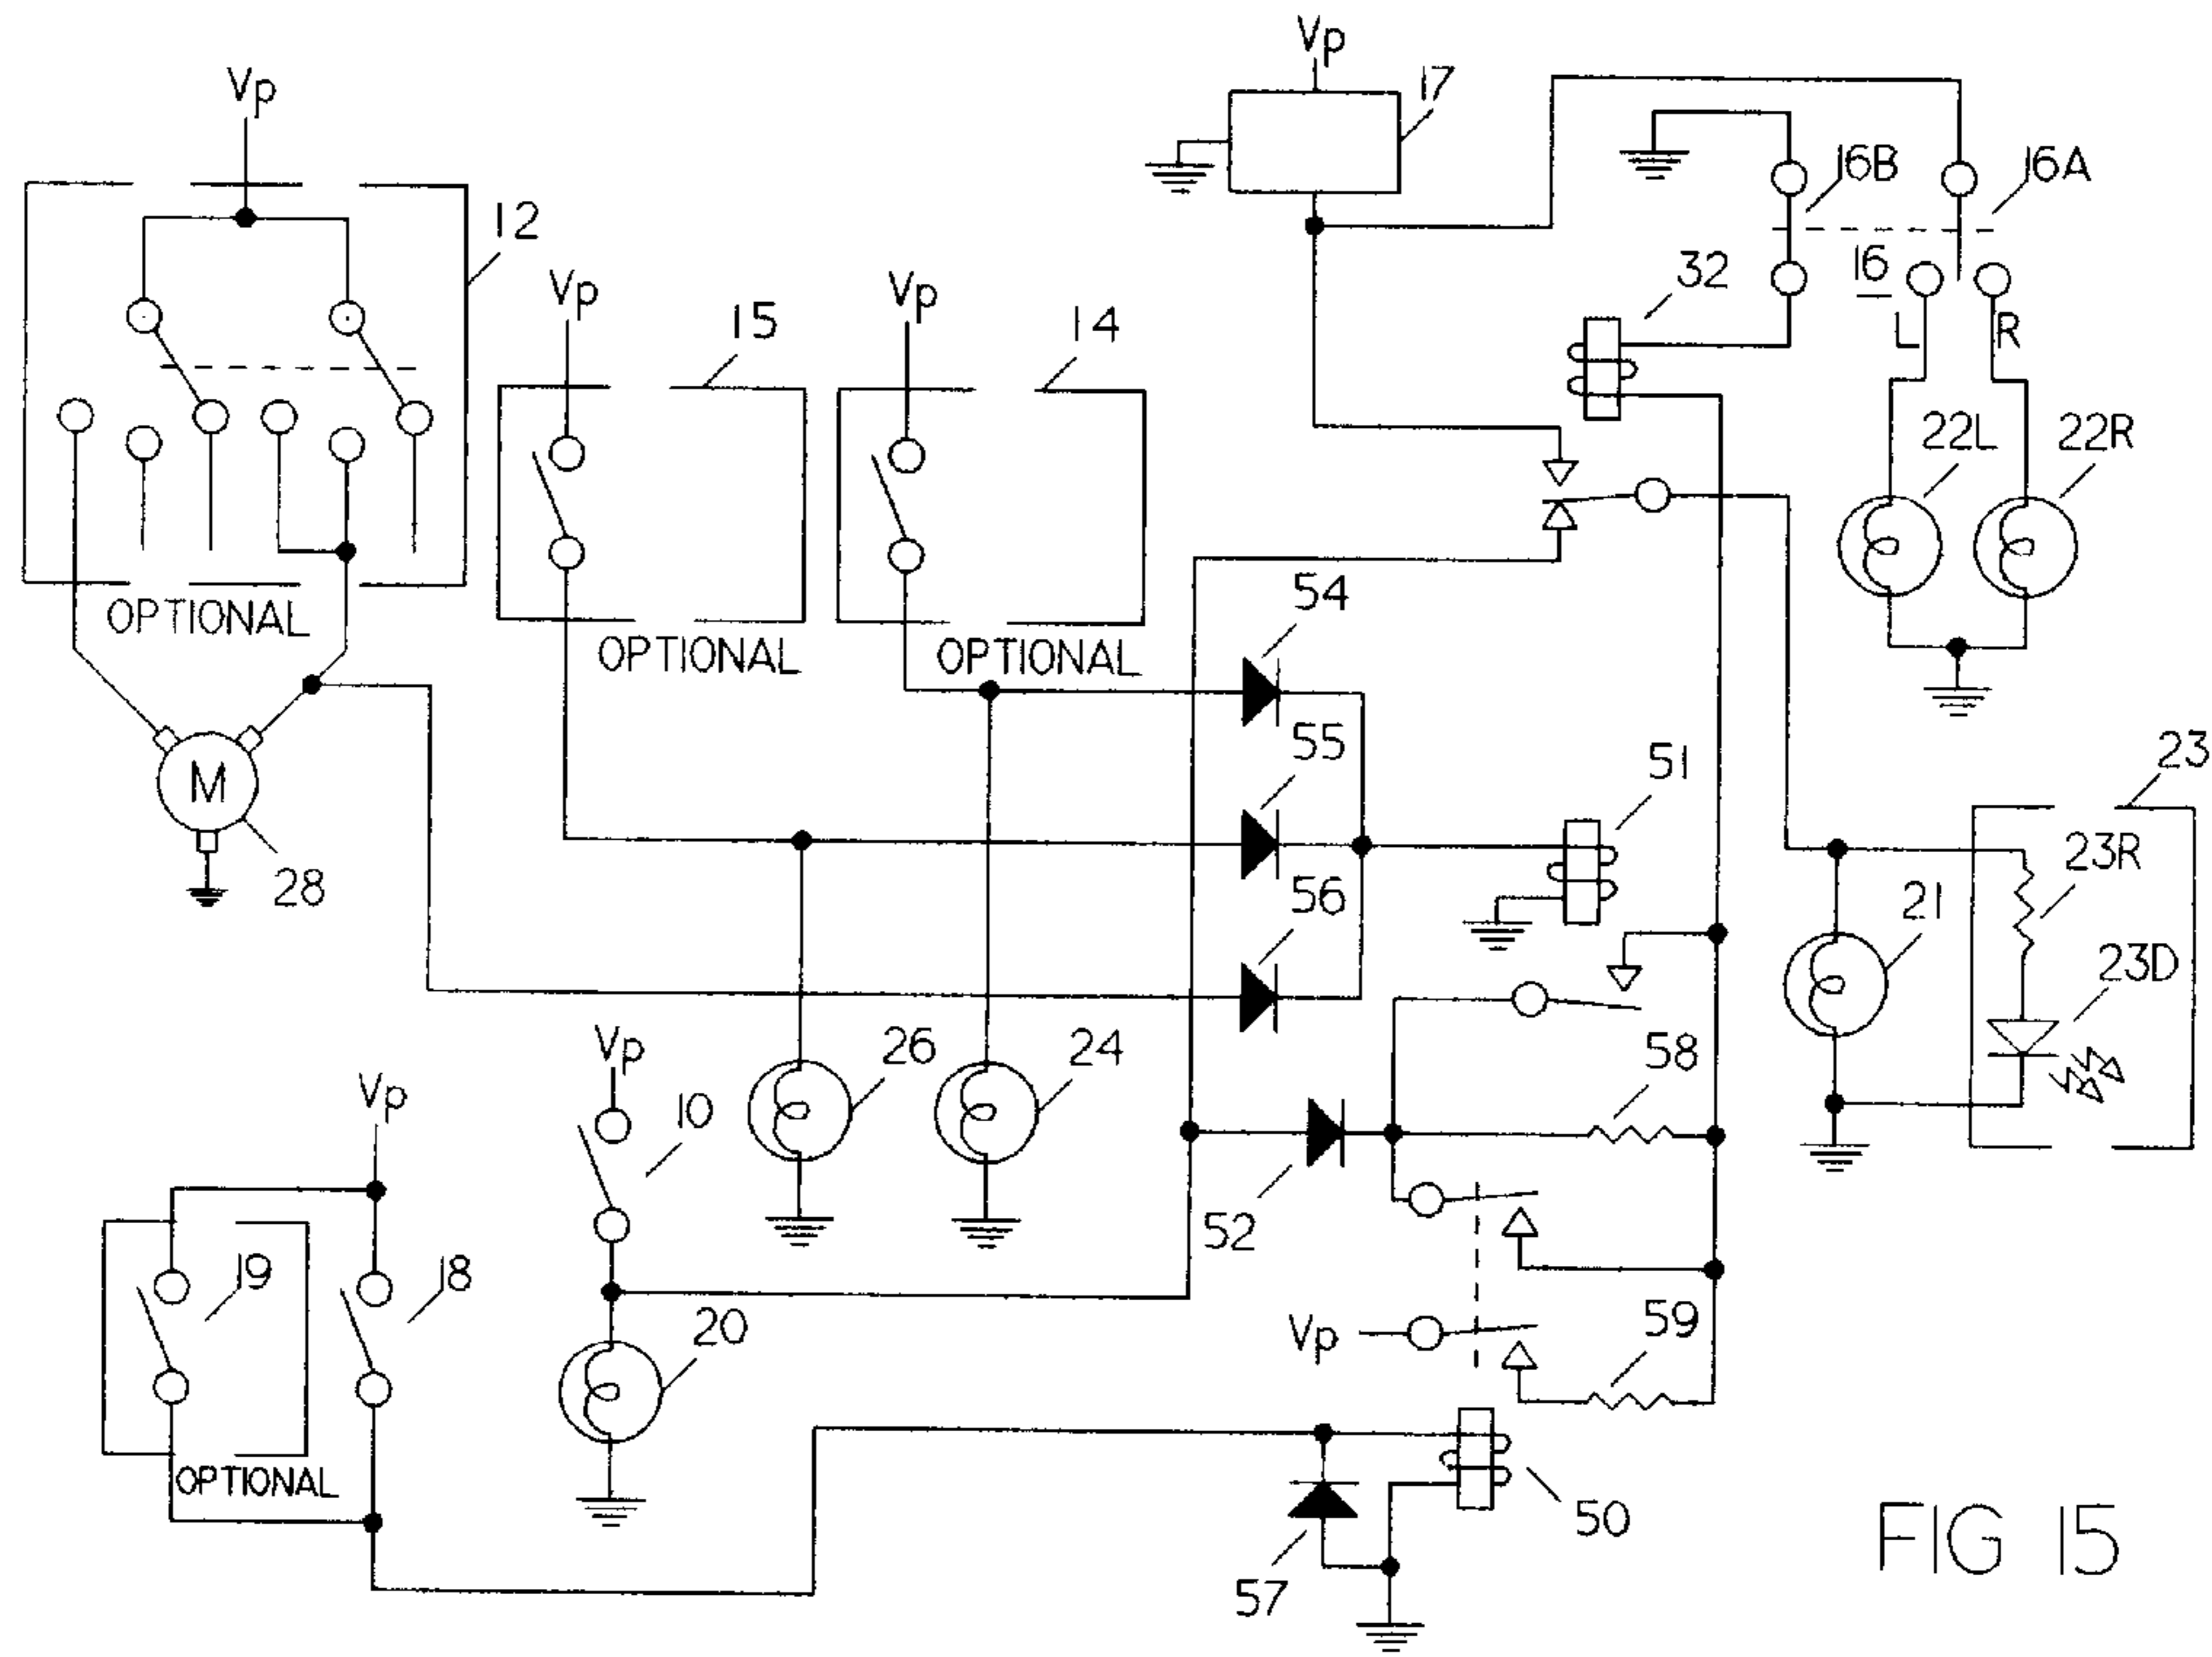 Vp
17
Vp
16B
16A
12
32
16
Vp
15
Vp
14
L
R
22L
22R
OPTIONAL
54
OPTIONAL
OPTIONAL
55
51
23
M
23R
28
56
21
23D
Vp
26
24
58
Vp
10
52
19
18
20
Vp
59
OPTIONAL
50
57
FIG 15